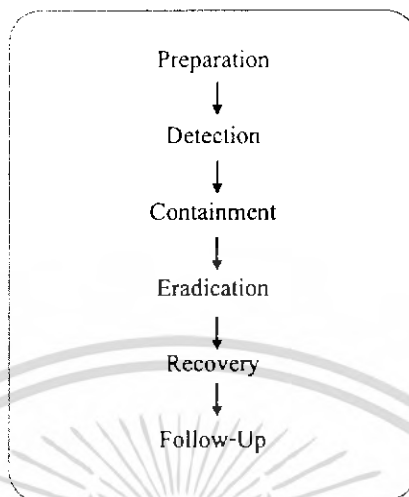 Preparation
Detection
Containment
Eradication
Recovery
Follow-Up